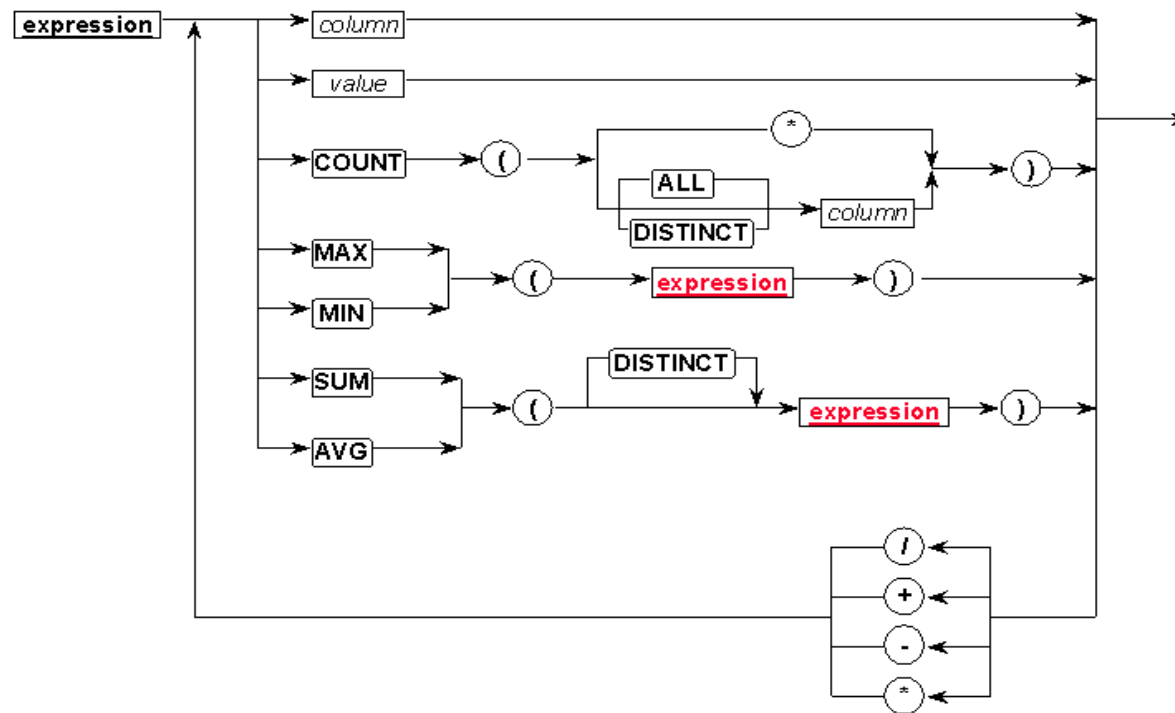 expression column
value
*
COUNT ( )
ALL
column
DISTINCT
MAX
( expression )
MIN
DISTINCT
SUM
( expression )
AVG
/
+
-
*